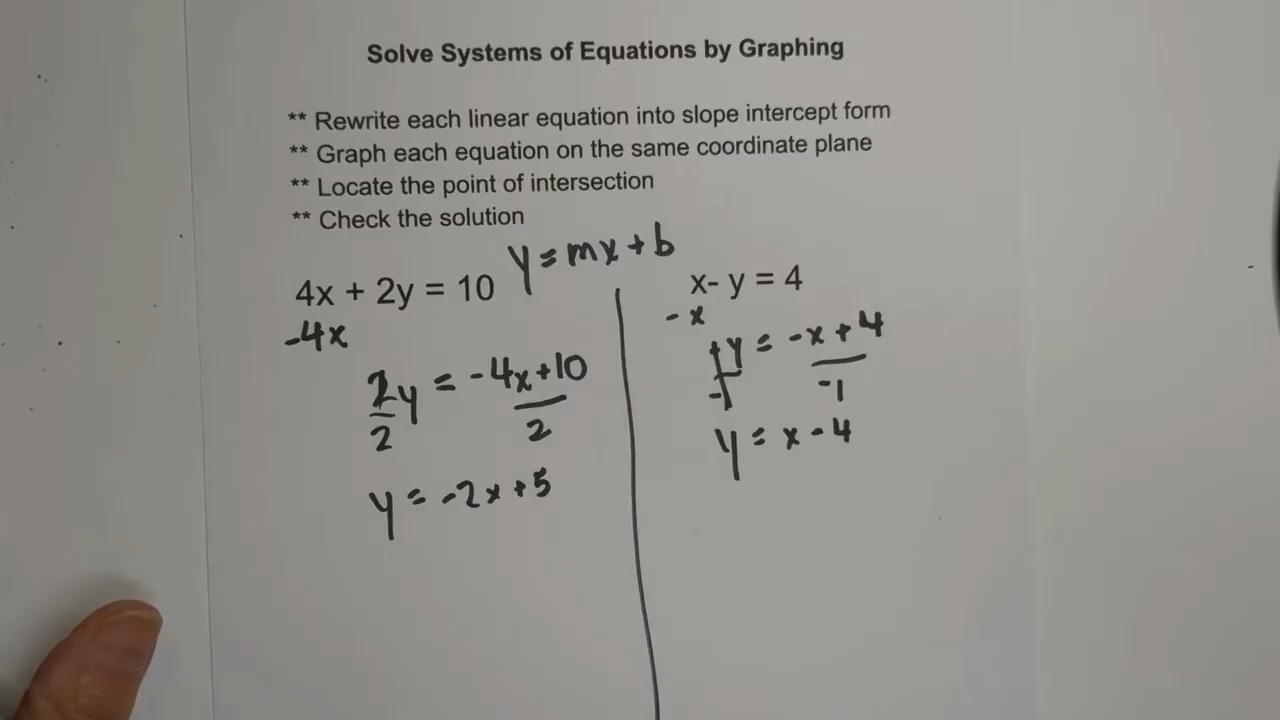 Solve Systems of Equations by Graphing
** Rewrite each linear equation into slope intercept form
** Graph each equation on the same coordinate plane
** Locate the point of intersection
** Check the solution
y = mx + b
4x + 2y = 10
-4x
2y = -4x+10
2 2
y = -2x+5
x- y = 4
- x
y = -x + 4
-1 -1
y = x - 4